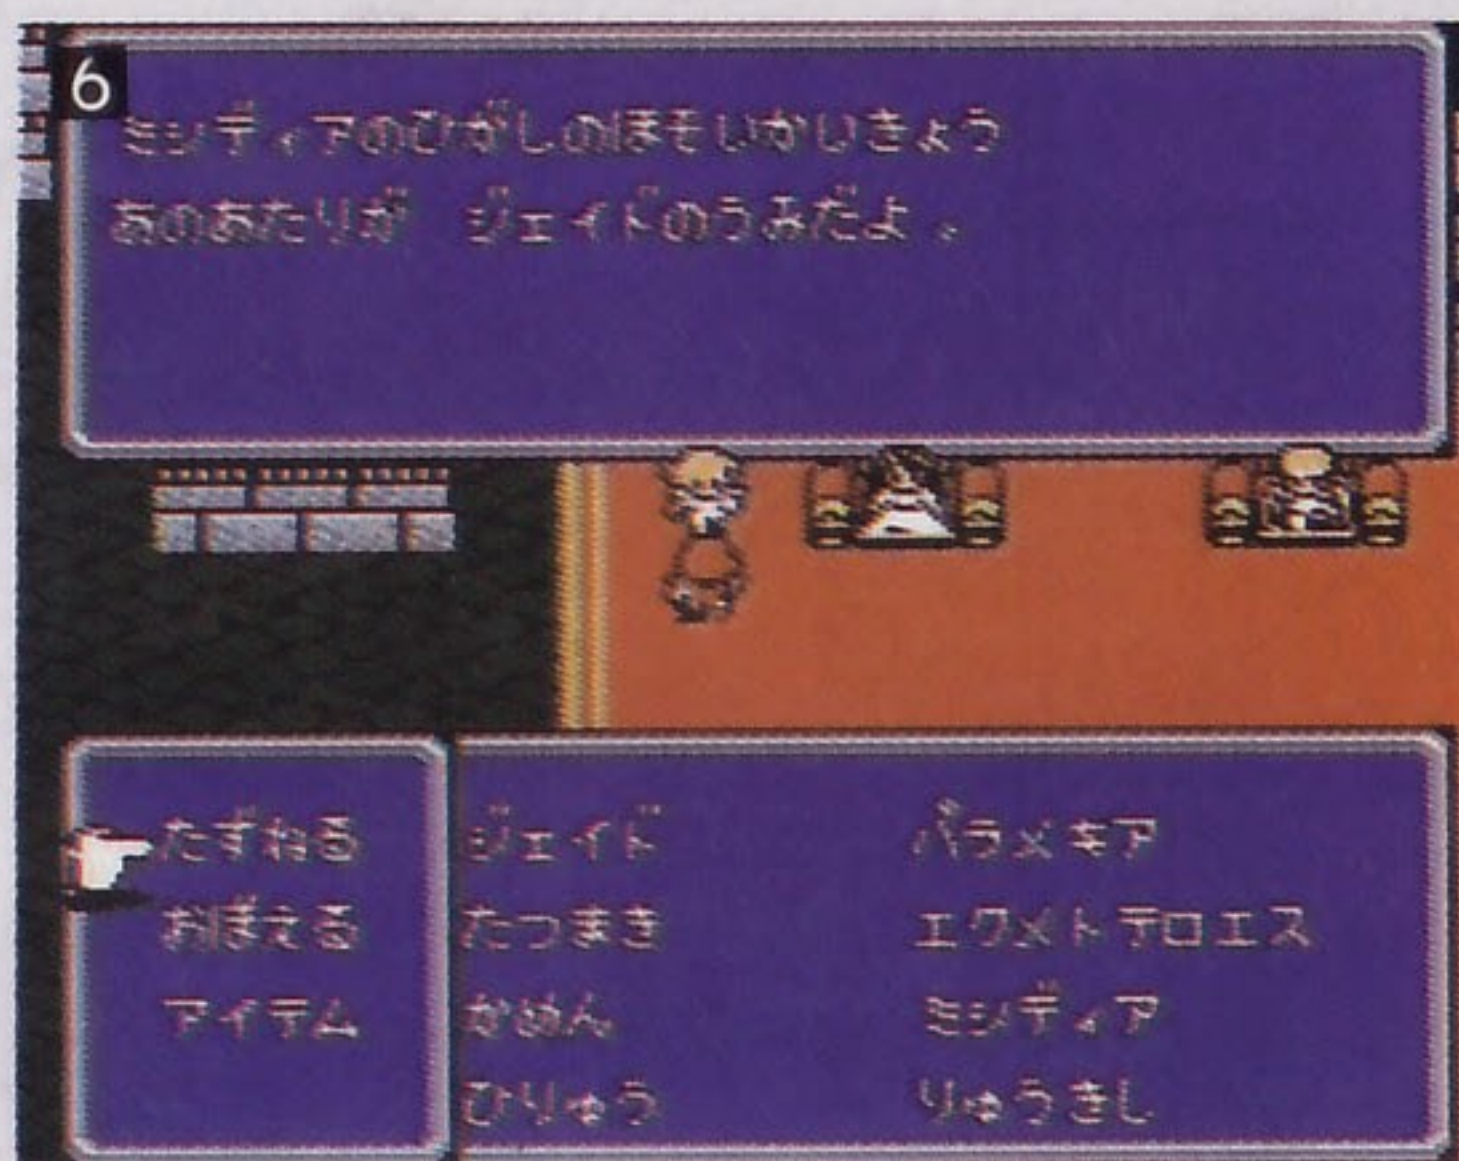 6
ミシディアのひがしのほそいかいきょう
あのあたりが ジェイドのうみだよ。
たずねる
おぼえる
アイテム
ジェイド パラメキア
たつまき エクメトテロエス
かめん ミシディア
ひりゅう りゅうきし